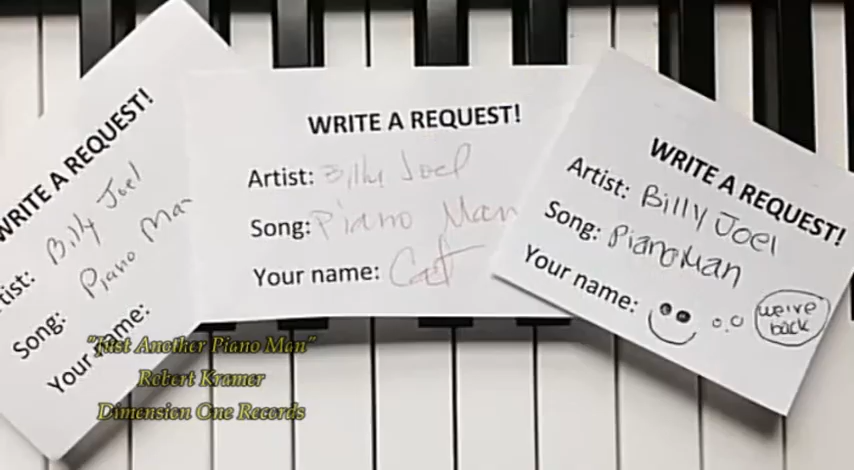 WRITE A REQUEST!
Artist: Billy Joel
Song: Piano Man
Your name:
WRITE A REQUEST!
Artist: Billy Joel
Song: Piano Man
Your name:
WRITE A REQUEST!
Artist: Billy Joel
Song: Piano Man
Your name:
we're back
"Just Another Piano Man"
Robert Kramer
Dimension One Records